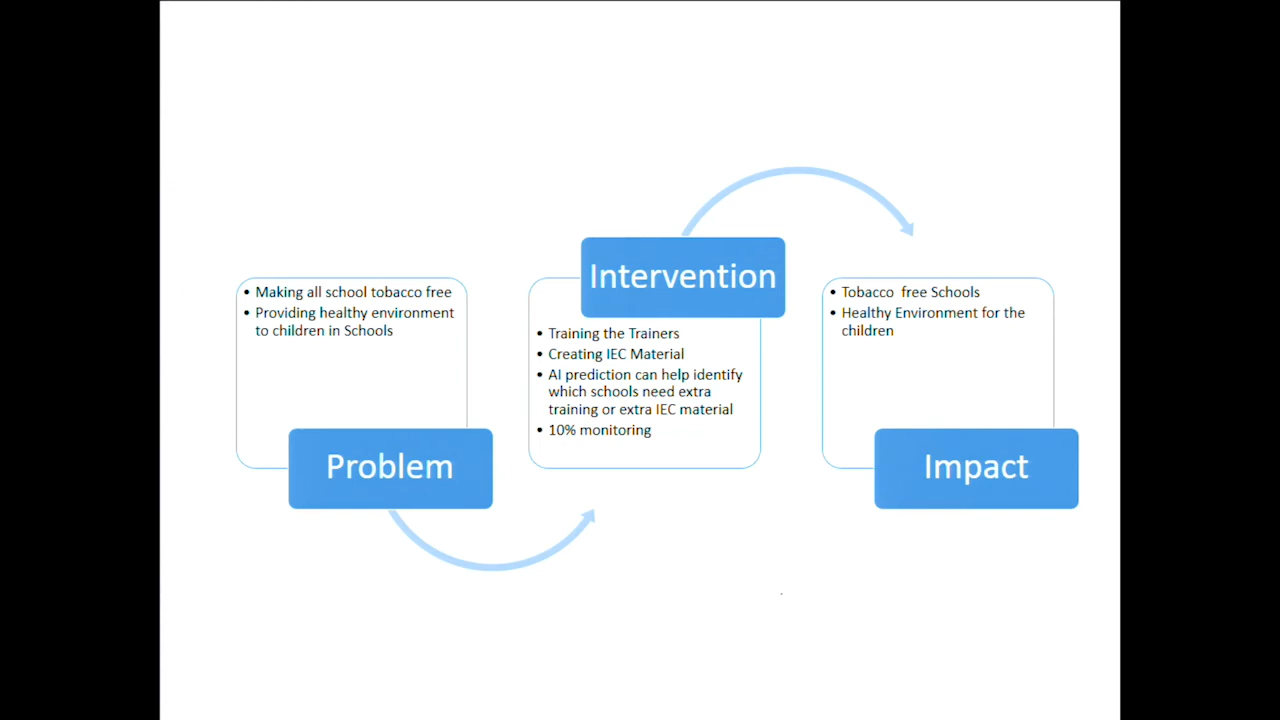 • Making all school tobacco free
• Providing healthy environment
to children in Schools
Problem
Intervention
• Training the Trainers
• Creating IEC Material
• AI prediction can help identify
which schools need extra
training or extra IEC material
• 10% monitoring
• Tobacco  free Schools
• Healthy Environment for the
children
Impact